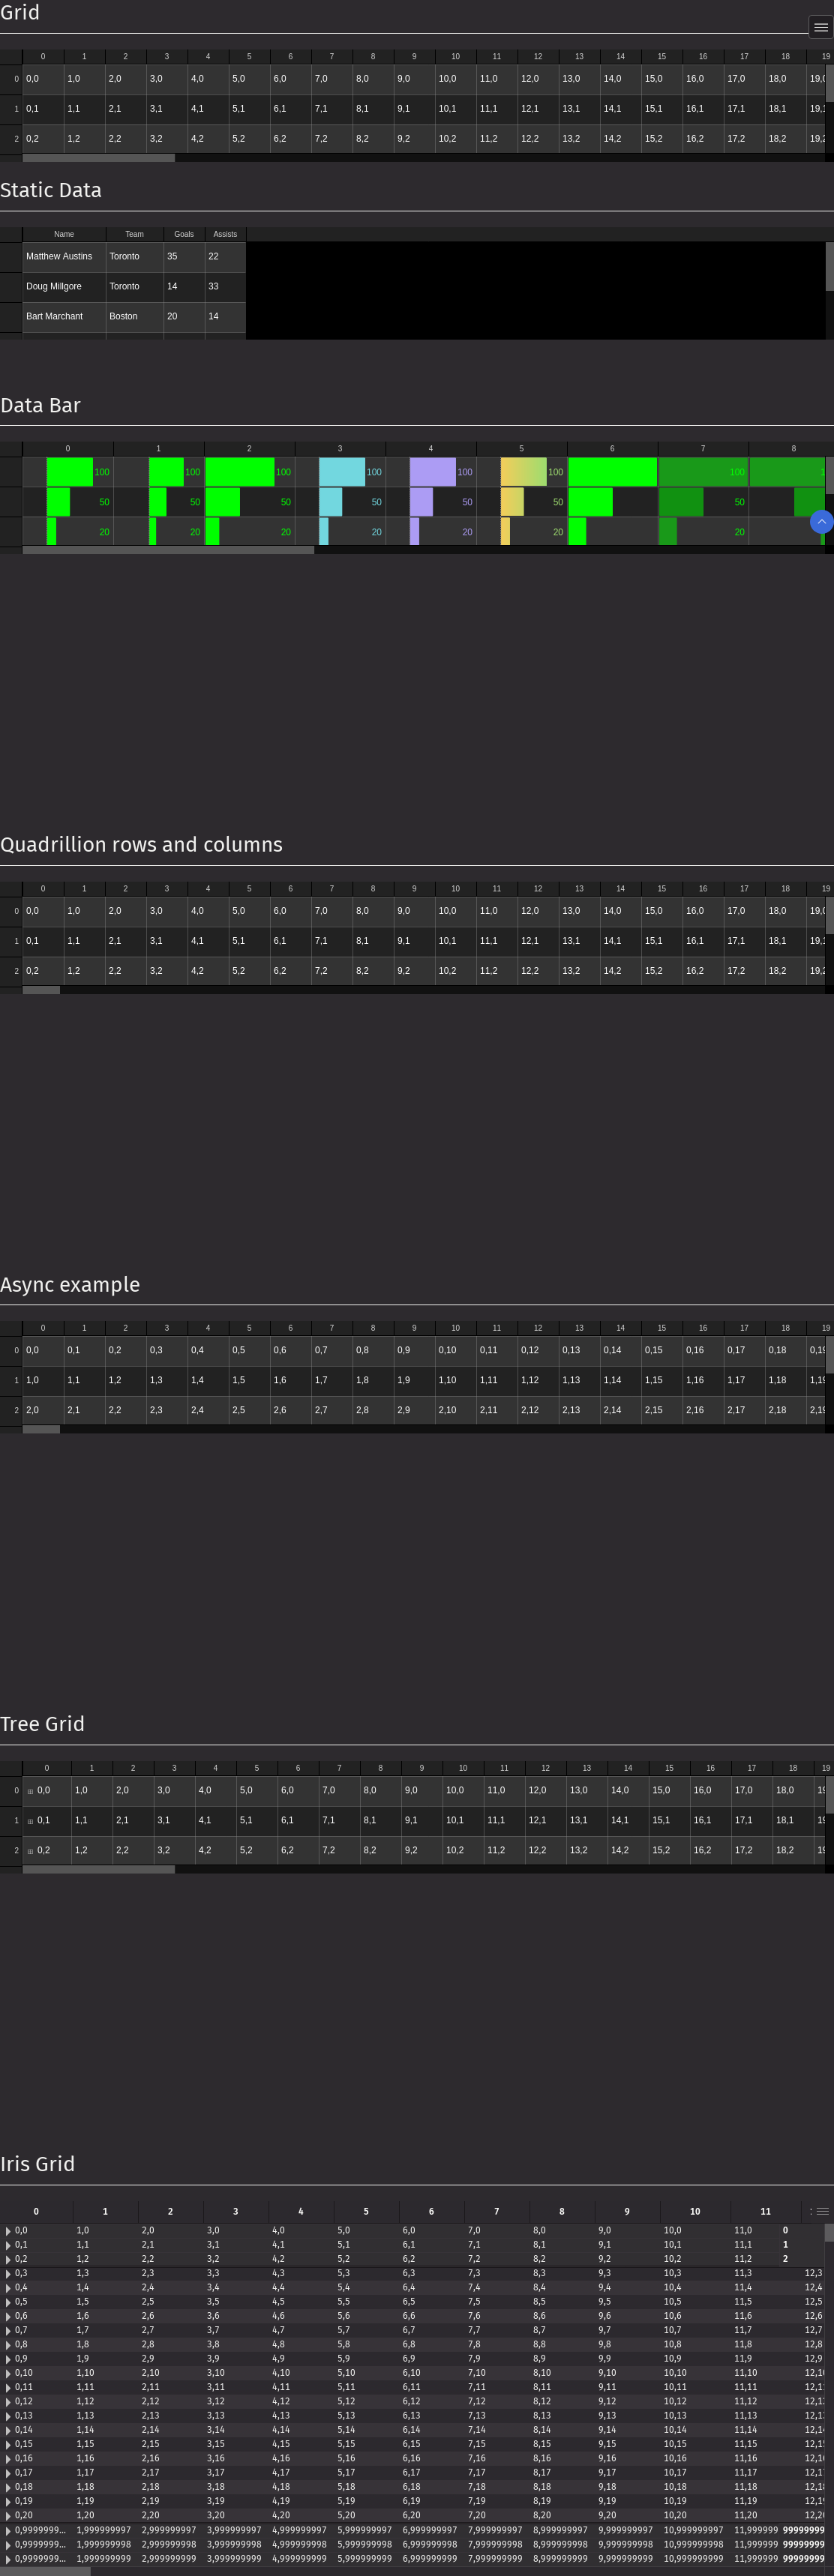 Grid
0 1 2 3 4 5 6 7 8 9 10 11 12 13 14 15 16 17 18 19
0 0,0 1,0 2,0 3,0 4,0 5,0 6,0 7,0 8,0 9,0 10,0 11,0 12,0 13,0 14,0 15,0 16,0 17,0 18,0 19,0
1 0,1 1,1 2,1 3,1 4,1 5,1 6,1 7,1 8,1 9,1 10,1 11,1 12,1 13,1 14,1 15,1 16,1 17,1 18,1 19,1
2 0,2 1,2 2,2 3,2 4,2 5,2 6,2 7,2 8,2 9,2 10,2 11,2 12,2 13,2 14,2 15,2 16,2 17,2 18,2 19,2
Static Data
Name Team Goals Assists
Matthew Austins Toronto 35 22
Doug Millgore Toronto 14 33
Bart Marchant Boston 20 14
Data Bar
0 1 2 3 4 5 6 7 8
100 100 100 100 100 100 100
50 50 50 50 50 50 50
20 20 20 20 20 20 20
Quadrillion rows and columns
0 1 2 3 4 5 6 7 8 9 10 11 12 13 14 15 16 17 18 19
0 0,0 1,0 2,0 3,0 4,0 5,0 6,0 7,0 8,0 9,0 10,0 11,0 12,0 13,0 14,0 15,0 16,0 17,0 18,0 19,0
1 0,1 1,1 2,1 3,1 4,1 5,1 6,1 7,1 8,1 9,1 10,1 11,1 12,1 13,1 14,1 15,1 16,1 17,1 18,1 19,1
2 0,2 1,2 2,2 3,2 4,2 5,2 6,2 7,2 8,2 9,2 10,2 11,2 12,2 13,2 14,2 15,2 16,2 17,2 18,2 19,2
Async example
0 1 2 3 4 5 6 7 8 9 10 11 12 13 14 15 16 17 18 19
0 0,0 0,1 0,2 0,3 0,4 0,5 0,6 0,7 0,8 0,9 0,10 0,11 0,12 0,13 0,14 0,15 0,16 0,17 0,18 0,19
1 1,0 1,1 1,2 1,3 1,4 1,5 1,6 1,7 1,8 1,9 1,10 1,11 1,12 1,13 1,14 1,15 1,16 1,17 1,18 1,19
2 2,0 2,1 2,2 2,3 2,4 2,5 2,6 2,7 2,8 2,9 2,10 2,11 2,12 2,13 2,14 2,15 2,16 2,17 2,18 2,19
Tree Grid
0 1 2 3 4 5 6 7 8 9 10 11 12 13 14 15 16 17 18 19
0 0,0 1,0 2,0 3,0 4,0 5,0 6,0 7,0 8,0 9,0 10,0 11,0 12,0 13,0 14,0 15,0 16,0 17,0 18,0
1 0,1 1,1 2,1 3,1 4,1 5,1 6,1 7,1 8,1 9,1 10,1 11,1 12,1 13,1 14,1 15,1 16,1 17,1 18,1
2 0,2 1,2 2,2 3,2 4,2 5,2 6,2 7,2 8,2 9,2 10,2 11,2 12,2 13,2 14,2 15,2 16,2 17,2 18,2
Iris Grid
0 1 2 3 4 5 6 7 8 9 10 11
0,0 1,0 2,0 3,0 4,0 5,0 6,0 7,0 8,0 9,0 10,0 11,0 0
0,1 1,1 2,1 3,1 4,1 5,1 6,1 7,1 8,1 9,1 10,1 11,1 1
0,2 1,2 2,2 3,2 4,2 5,2 6,2 7,2 8,2 9,2 10,2 11,2 2
0,3 1,3 2,3 3,3 4,3 5,3 6,3 7,3 8,3 9,3 10,3 11,3 12,3
0,4 1,4 2,4 3,4 4,4 5,4 6,4 7,4 8,4 9,4 10,4 11,4 12,4
0,5 1,5 2,5 3,5 4,5 5,5 6,5 7,5 8,5 9,5 10,5 11,5 12,5
0,6 1,6 2,6 3,6 4,6 5,6 6,6 7,6 8,6 9,6 10,6 11,6 12,6
0,7 1,7 2,7 3,7 4,7 5,7 6,7 7,7 8,7 9,7 10,7 11,7 12,7
0,8 1,8 2,8 3,8 4,8 5,8 6,8 7,8 8,8 9,8 10,8 11,8 12,8
0,9 1,9 2,9 3,9 4,9 5,9 6,9 7,9 8,9 9,9 10,9 11,9 12,9
0,10 1,10 2,10 3,10 4,10 5,10 6,10 7,10 8,10 9,10 10,10 11,10 12,10
0,11 1,11 2,11 3,11 4,11 5,11 6,11 7,11 8,11 9,11 10,11 11,11 12,11
0,12 1,12 2,12 3,12 4,12 5,12 6,12 7,12 8,12 9,12 10,12 11,12 12,12
0,13 1,13 2,13 3,13 4,13 5,13 6,13 7,13 8,13 9,13 10,13 11,13 12,13
0,14 1,14 2,14 3,14 4,14 5,14 6,14 7,14 8,14 9,14 10,14 11,14 12,14
0,15 1,15 2,15 3,15 4,15 5,15 6,15 7,15 8,15 9,15 10,15 11,15 12,15
0,16 1,16 2,16 3,16 4,16 5,16 6,16 7,16 8,16 9,16 10,16 11,16 12,16
0,17 1,17 2,17 3,17 4,17 5,17 6,17 7,17 8,17 9,17 10,17 11,17 12,17
0,18 1,18 2,18 3,18 4,18 5,18 6,18 7,18 8,18 9,18 10,18 11,18 12,18
0,19 1,19 2,19 3,19 4,19 5,19 6,19 7,19 8,19 9,19 10,19 11,19 12,19
0,20 1,20 2,20 3,20 4,20 5,20 6,20 7,20 8,20 9,20 10,20 11,20 12,20
0,9999999... 1,999999997 2,999999997 3,999999997 4,999999997 5,999999997 6,999999997 7,999999997 8,999999997 9,999999997 10,999999997 11,999999 99999999
0,9999999... 1,999999998 2,999999998 3,999999998 4,999999998 5,999999998 6,999999998 7,999999998 8,999999998 9,999999998 10,999999998 11,999999 99999999
0,9999999... 1,999999999 2,999999999 3,999999999 4,999999999 5,999999999 6,999999999 7,999999999 8,999999999 9,999999999 10,999999999 11,999999 99999999